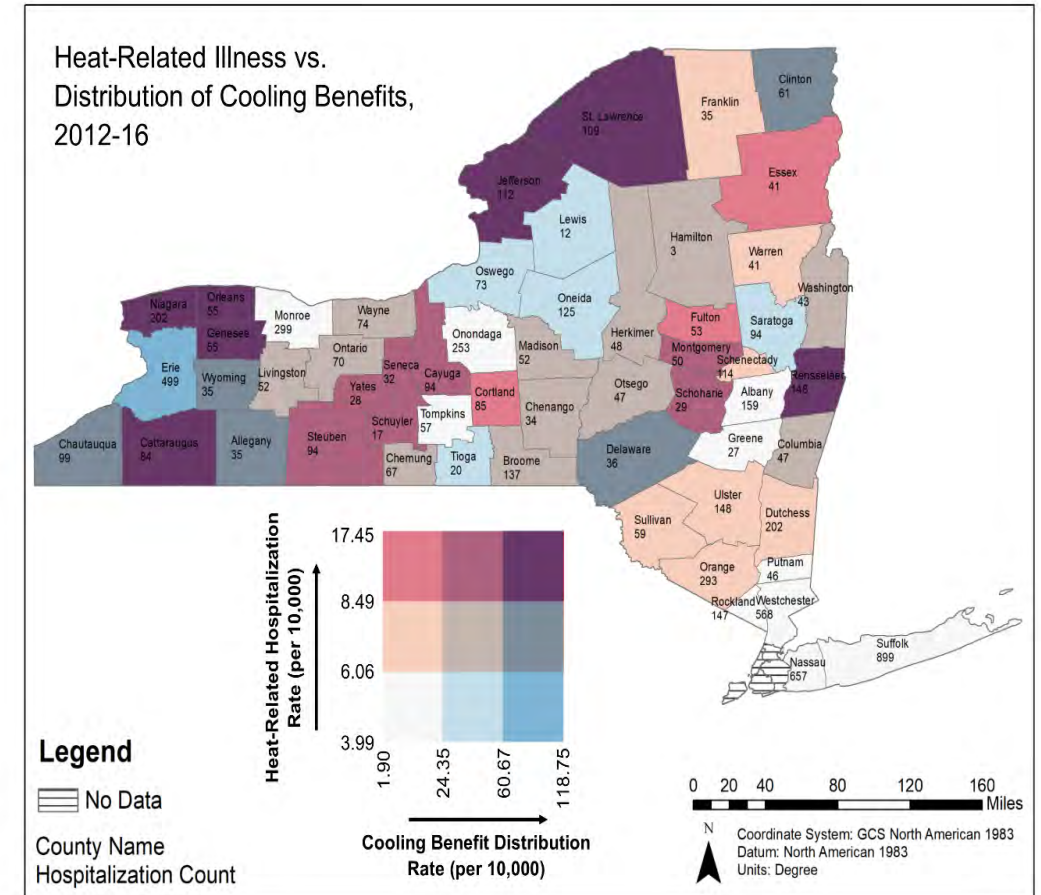 Heat-Related Illness vs.
Distribution of Cooling Benefits,
2012-16
Clinton
61
Franklin
35
St. Lawrence
109
Essex
41
Jefferson
112
Lewis
12
Hamilton
3
Warren
41
Oswego
73
Washington
43
Oneida
125
Niagara
202
Orleans
55
Monroe
299
Wayne
74
Fulton
53
Saratoga
94
Genesee
55
Onondaga
253
Herkimer
48
Madison
52
Ontario
70
Montgomery
50
Schenectady
114
Erie
499
Wyoming
35
Livingston
52
Seneca
32
Cayuga
94
Rensselaer
146
Yates
28
Cortland
85
Otsego
47
Schoharie
29
Albany
159
Tompkins
57
Chenango
34
Schuyler
17
Chautauqua
99
Cattaraugus
84
Allegany
35
Steuben
94
Greene
27
Columbia
47
Delaware
36
Chemung
67
Tioga
20
Broome
137
Ulster
148
Sullivan
59
Dutchess
202
Orange
293
Putnam
46
Rockland
147
Westchester
568
Suffolk
899
Nassau
657
Heat-Related Hospitalization
Rate (per 10,000)
17.45
8.49
6.06
3.99
1.90
24.35
60.67
118.75
Cooling Benefit Distribution
Rate (per 10,000)
Legend
No Data
County Name
Hospitalization Count
0 20 40 80 120 160
Miles
N
Coordinate System: GCS North American 1983
Datum: North American 1983
Units: Degree